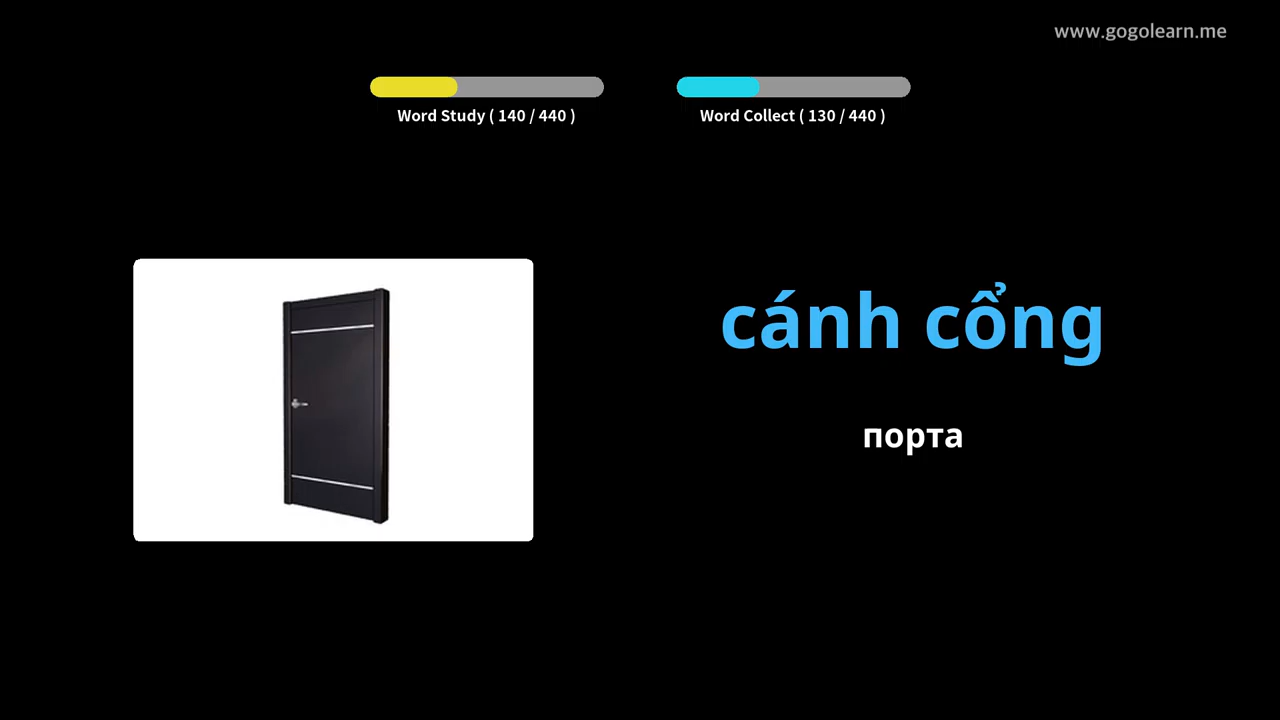 www.gogolearn.me
Word Study ( 140 / 440 )
Word Collect ( 130 / 440 )
cánh cổng
порта